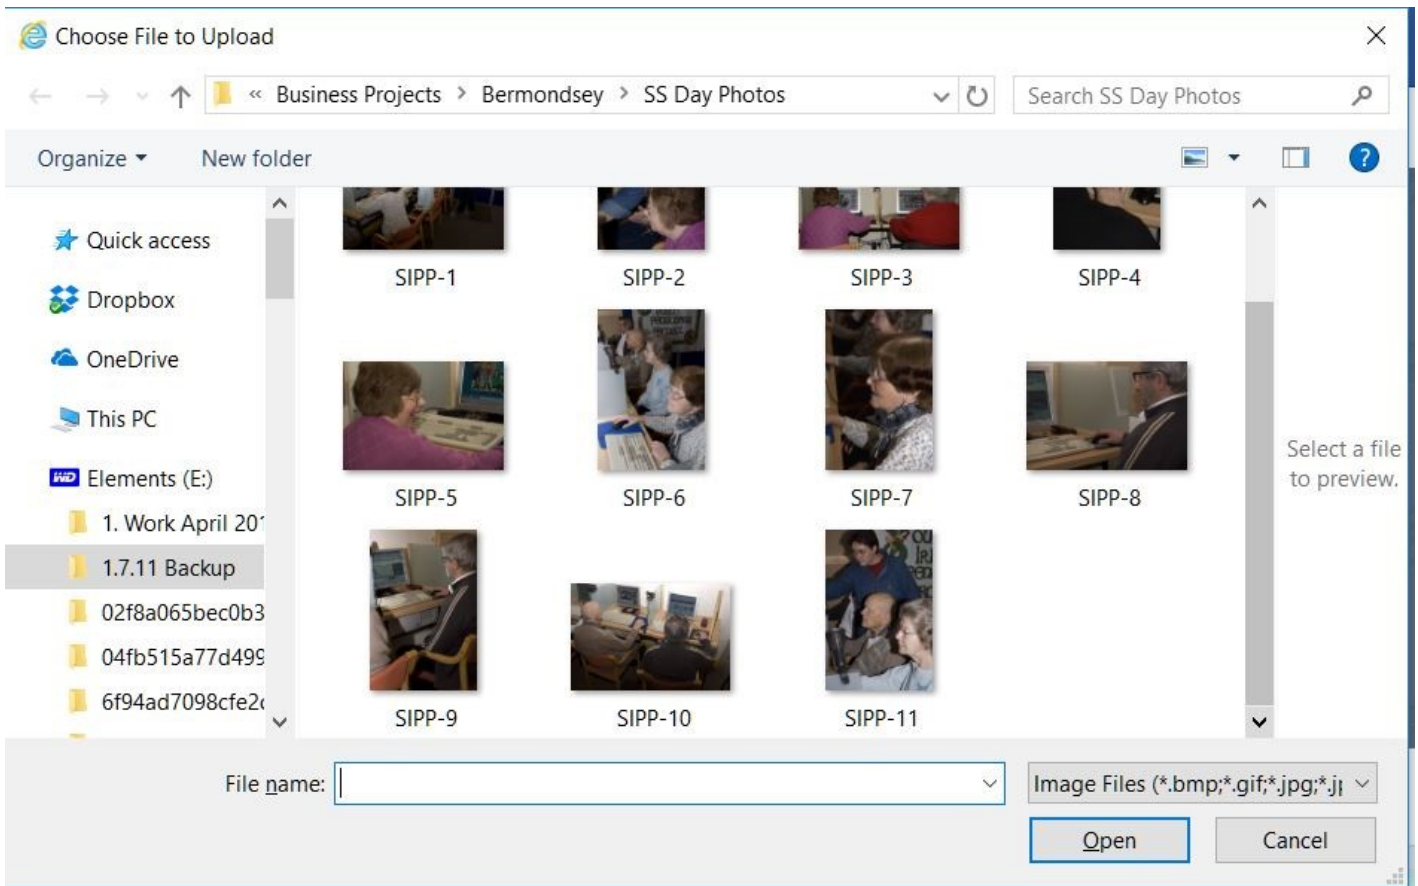 Choose File to Upload
« Business Projects > Bermondsey > SS Day Photos
Search SS Day Photos
Organize
New folder
Quick access
Dropbox
OneDrive
This PC
WD Elements (E:)
1. Work April 201
1.7.11 Backup
02f8a065bec0b3
04fb515a77d499
6f94ad7098cfe2
SIPP-1
SIPP-2
SIPP-3
SIPP-4
SIPP-5
SIPP-6
SIPP-7
SIPP-8
SIPP-9
SIPP-10
SIPP-11
Select a file
to preview.
File name:
Image Files (*.bmp;*.gif;*.jpg;*.j
Open
Cancel